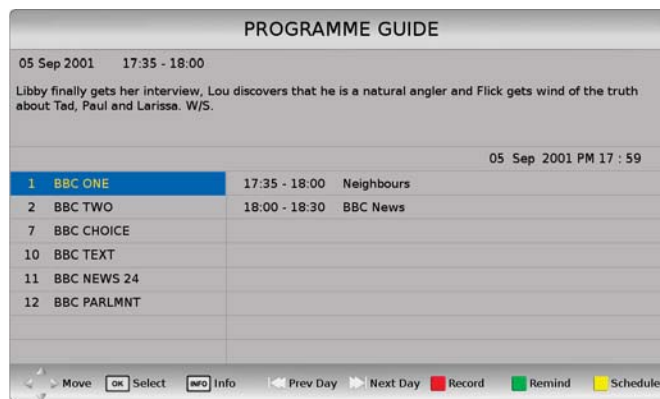 PROGRAMME GUIDE
05 Sep 2001 17:35 - 18:00
Libby finally gets her interview, Lou discovers that he is a natural angler and Flick gets wind of the truth
about Tad, Paul and Larissa. W/S.
05 Sep 2001 PM 17 : 59
1 BBC ONE 17:35 - 18:00 Neighbours
2 BBC TWO 18:00 - 18:30 BBC News
7 BBC CHOICE
10 BBC TEXT
11 BBC NEWS 24
12 BBC PARLMNT
Move OK Select INFO Info Prev Day Next Day Record Remind Schedule